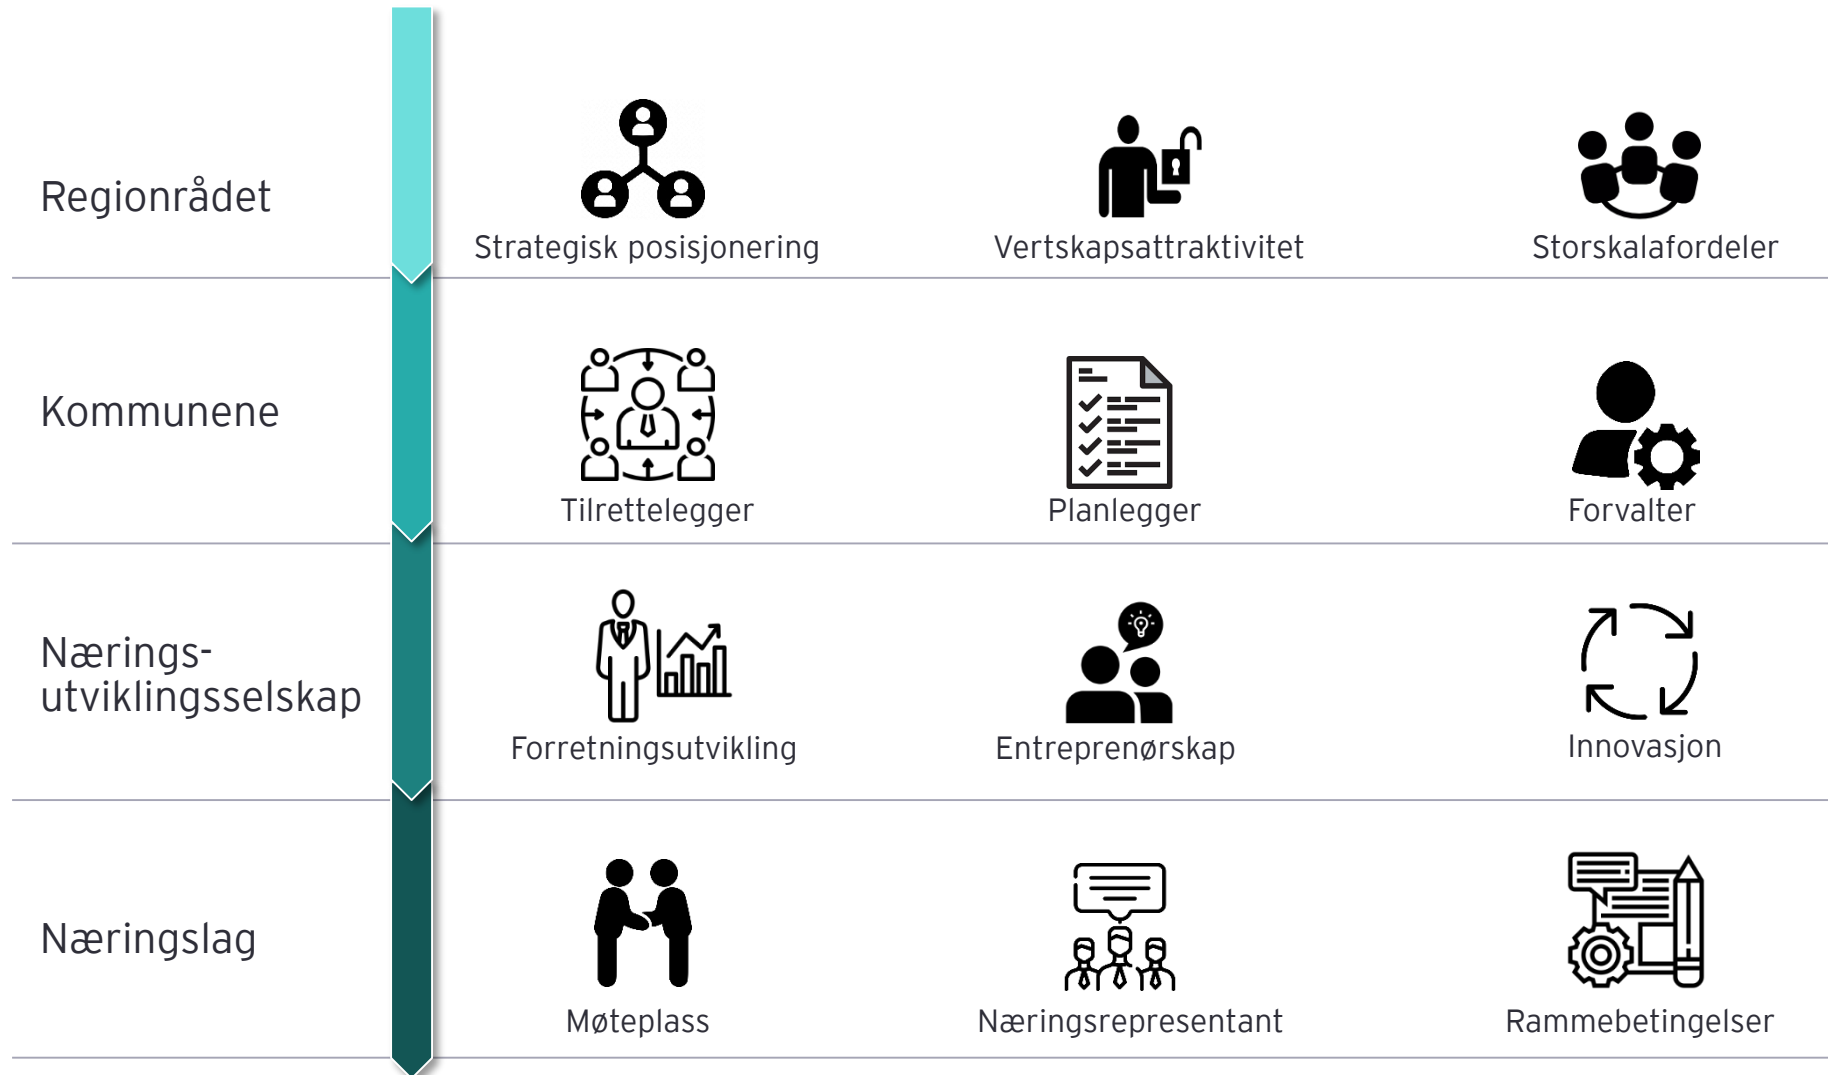 Regionrådet
Strategisk posisjonering
Vertskapsattraktivitet
Storskalafordeler
Kommunene
Tilrettelegger
Planlegger
Forvalter
Nærings-
utviklingsselskap
Forretningsutvikling
Entreprenørskap
Innovasjon
Næringslag
Møteplass
Næringsrepresentant
Rammebetingelser